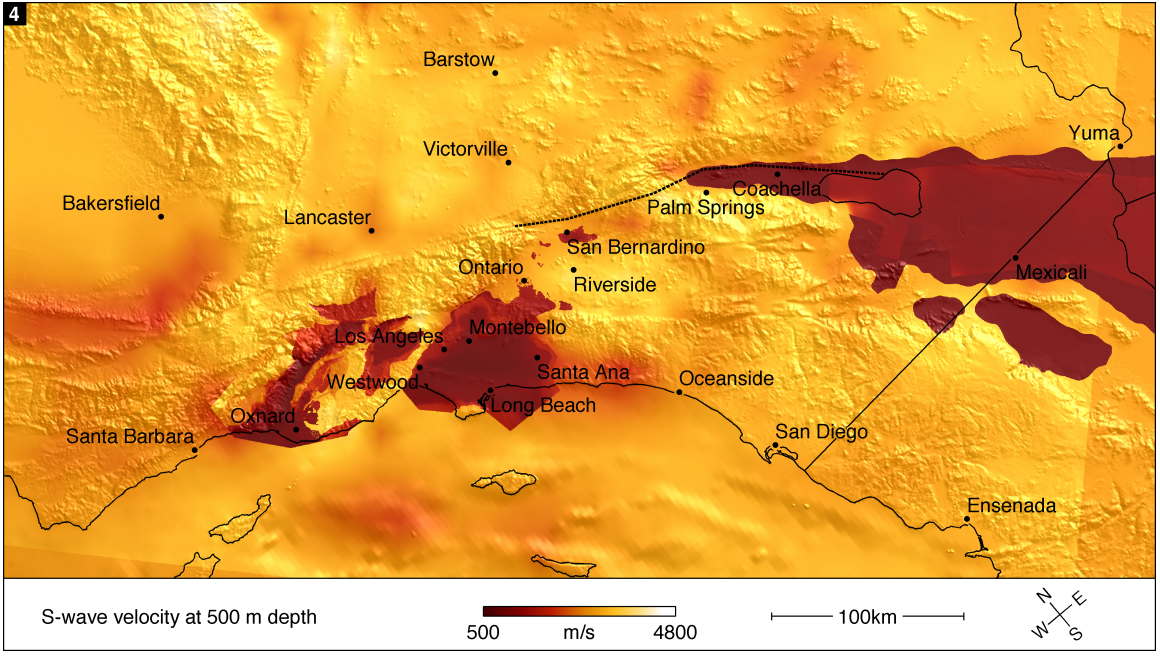 4
Barstow
Yuma
Victorville
Bakersfield
Lancaster
Coachella
Palm Springs
San Bernardino
Ontario
Riverside
Mexicali
Los Angeles
Montebello
Westwood
Santa Ana
Oceanside
Long Beach
Oxnard
Santa Barbara
San Diego
Ensenada
S-wave velocity at 500 m depth
500 m/s 4800
100km
N E
W S